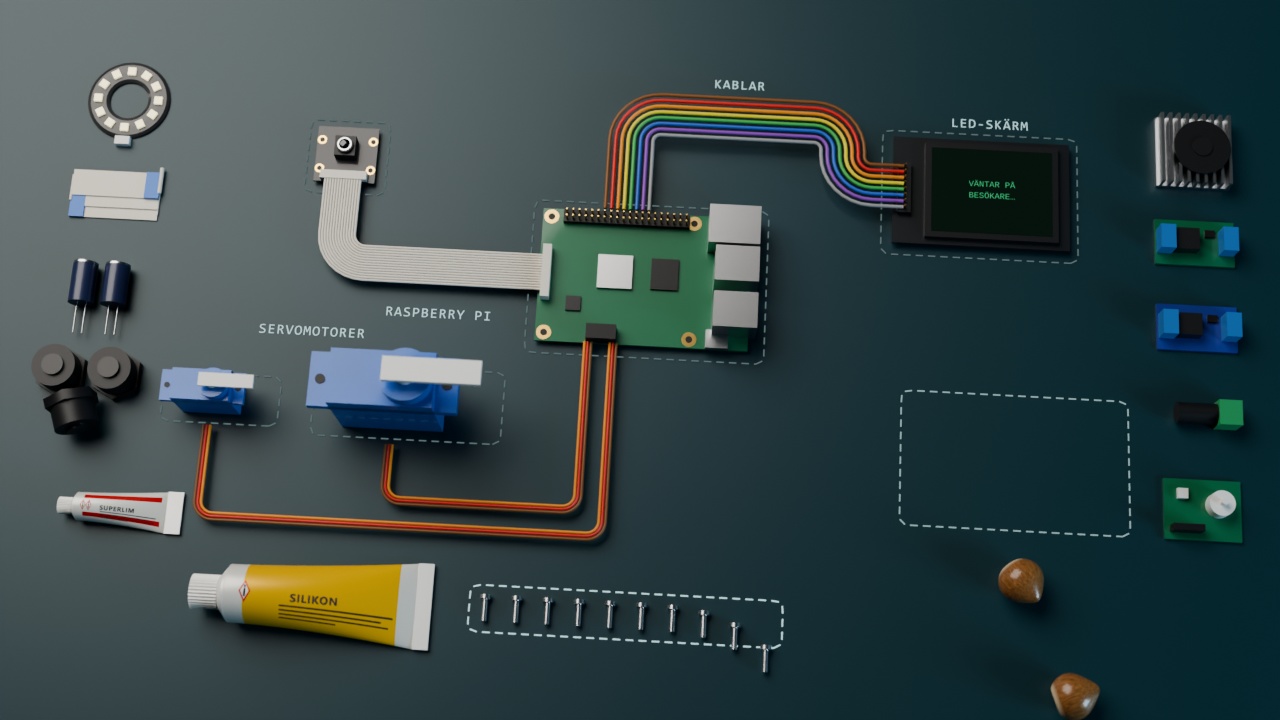 KABLAR
LED-SKÄRM
VÄNTAR PÅ
BESÖKARE…
RASPBERRY PI
SERVOMOTORER
SUPERLIM
SILIKON